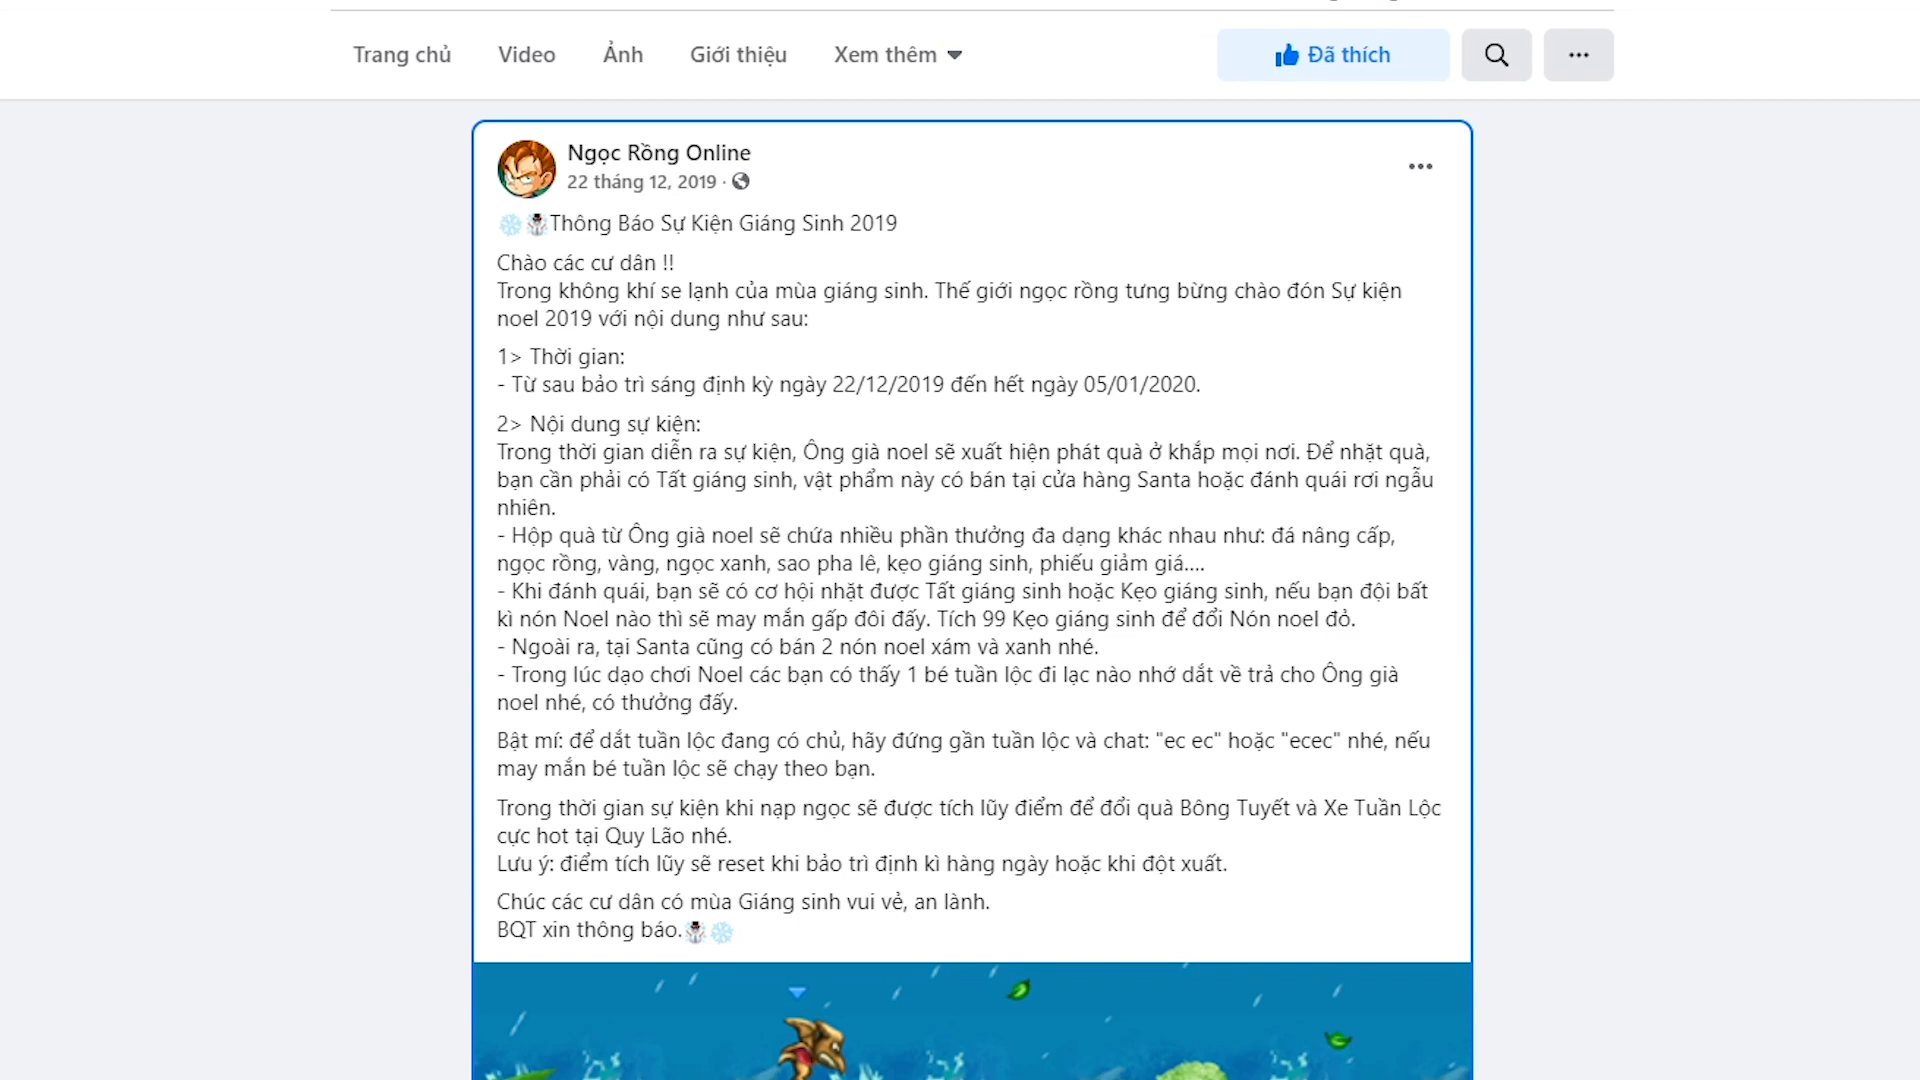 Trang chủ Video Ảnh Giới thiệu Xem thêm Đã thích
Ngọc Rồng Online
22 tháng 12, 2019 ·
❄️☃️Thông Báo Sự Kiện Giáng Sinh 2019
Chào các cư dân !!
Trong không khí se lạnh của mùa giáng sinh. Thế giới ngọc rồng tưng bừng chào đón Sự kiện
noel 2019 với nội dung như sau:
1> Thời gian:
- Từ sau bảo trì sáng định kỳ ngày 22/12/2019 đến hết ngày 05/01/2020.
2> Nội dung sự kiện:
Trong thời gian diễn ra sự kiện, Ông già noel sẽ xuất hiện phát quà ở khắp mọi nơi. Để nhặt quà,
bạn cần phải có Tất giáng sinh, vật phẩm này có bán tại cửa hàng Santa hoặc đánh quái rơi ngẫu
nhiên.
- Hộp quà từ Ông già noel sẽ chứa nhiều phần thưởng đa dạng khác nhau như: đá nâng cấp,
ngọc rồng, vàng, ngọc xanh, sao pha lê, kẹo giáng sinh, phiếu giảm giá....
- Khi đánh quái, bạn sẽ có cơ hội nhặt được Tất giáng sinh hoặc Kẹo giáng sinh, nếu bạn đội bất
kì nón Noel nào thì sẽ may mắn gấp đôi đấy. Tích 99 Kẹo giáng sinh để đổi Nón noel đỏ.
- Ngoài ra, tại Santa cũng có bán 2 nón noel xám và xanh nhé.
- Trong lúc dạo chơi Noel các bạn có thấy 1 bé tuần lộc đi lạc nào nhớ dắt về trả cho Ông già
noel nhé, có thưởng đấy.
Bật mí: để dắt tuần lộc đang có chủ, hãy đứng gần tuần lộc và chat: "ec ec" hoặc "ecec" nhé, nếu
may mắn bé tuần lộc sẽ chạy theo bạn.
Trong thời gian sự kiện khi nạp ngọc sẽ được tích lũy điểm để đổi quà Bông Tuyết và Xe Tuần Lộc
cực hot tại Quy Lão nhé.
Lưu ý: điểm tích lũy sẽ reset khi bảo trì định kì hàng ngày hoặc khi đột xuất.
Chúc các cư dân có mùa Giáng sinh vui vẻ, an lành.
BQT xin thông báo.☃️❄️